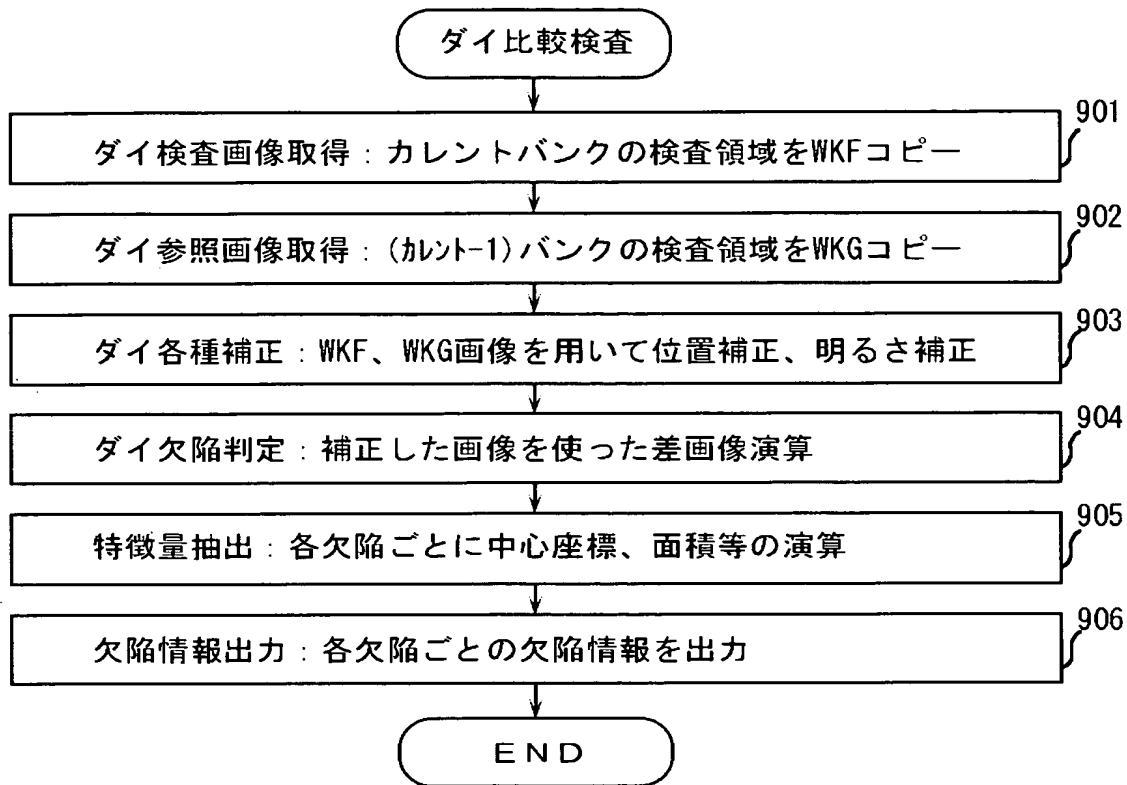 ダイ比較検査
901
ダイ検査画像取得：カレントバンクの検査領域をWKFコピー
902
ダイ参照画像取得：(ｶﾚﾝﾄ-1)バンクの検査領域をWKGコピー
903
ダイ各種補正：WKF、WKG画像を用いて位置補正、明るさ補正
904
ダイ欠陥判定：補正した画像を使った差画像演算
905
特徴量抽出：各欠陥ごとに中心座標、面積等の演算
906
欠陥情報出力：各欠陥ごとの欠陥情報を出力
END